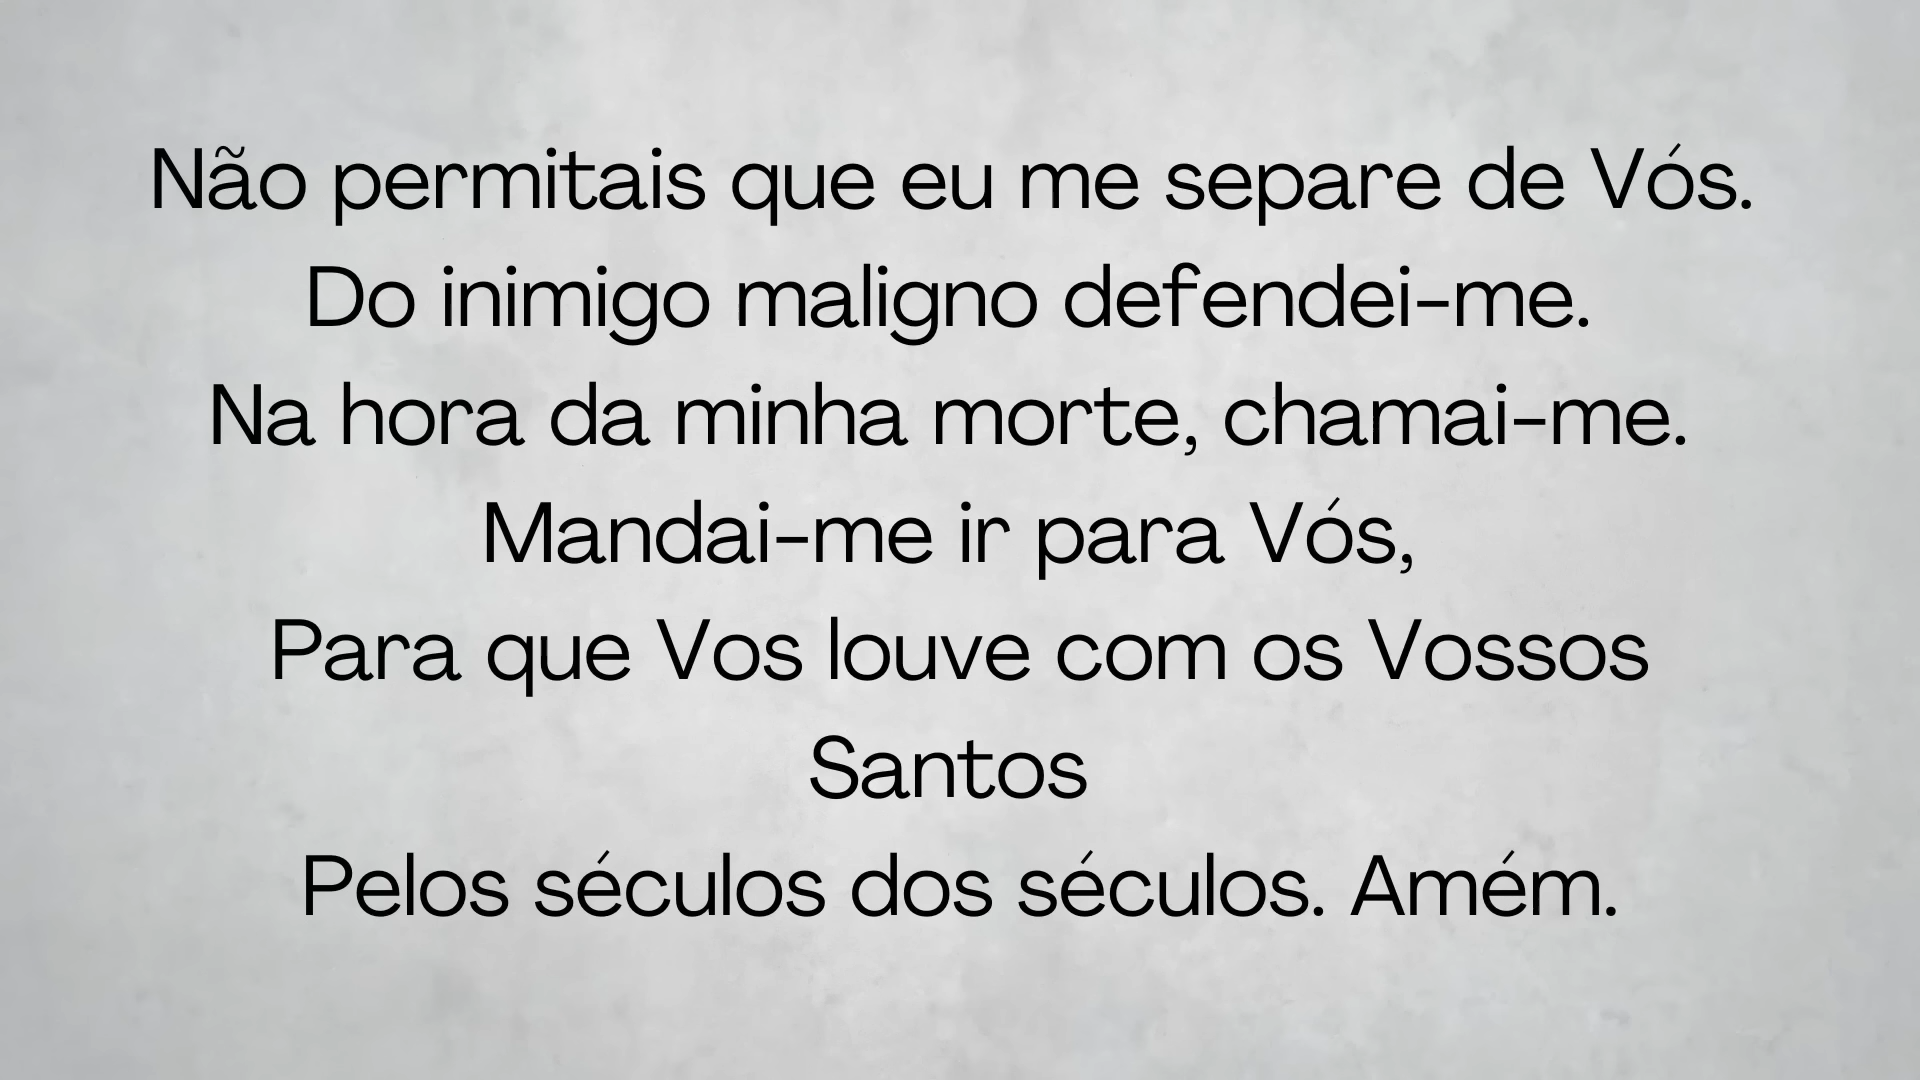 Não permitais que eu me separe de Vós.
Do inimigo maligno defendei-me.
Na hora da minha morte, chamai-me.
Mandai-me ir para Vós,
Para que Vos louve com os Vossos
Santos
Pelos séculos dos séculos. Amém.